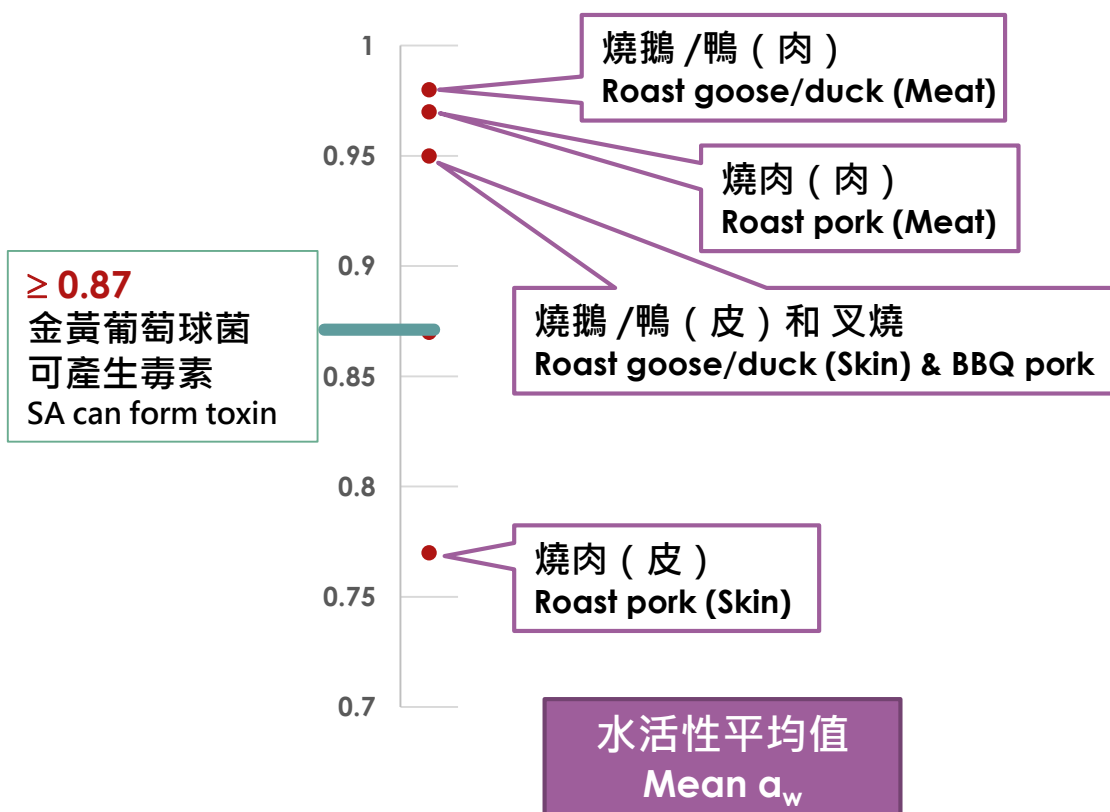 1
0.95
0.9
0.85
0.8
0.75
0.7
燒鵝 /鴨（肉）
Roast goose/duck (Meat)
燒肉（肉）
Roast pork (Meat)
≥ 0.87
金黃葡萄球菌
可產生毒素
SA can form toxin
燒鵝 /鴨（皮）和 叉燒
Roast goose/duck (Skin) & BBQ pork
燒肉（皮）
Roast pork (Skin)
水活性平均值
Mean aw